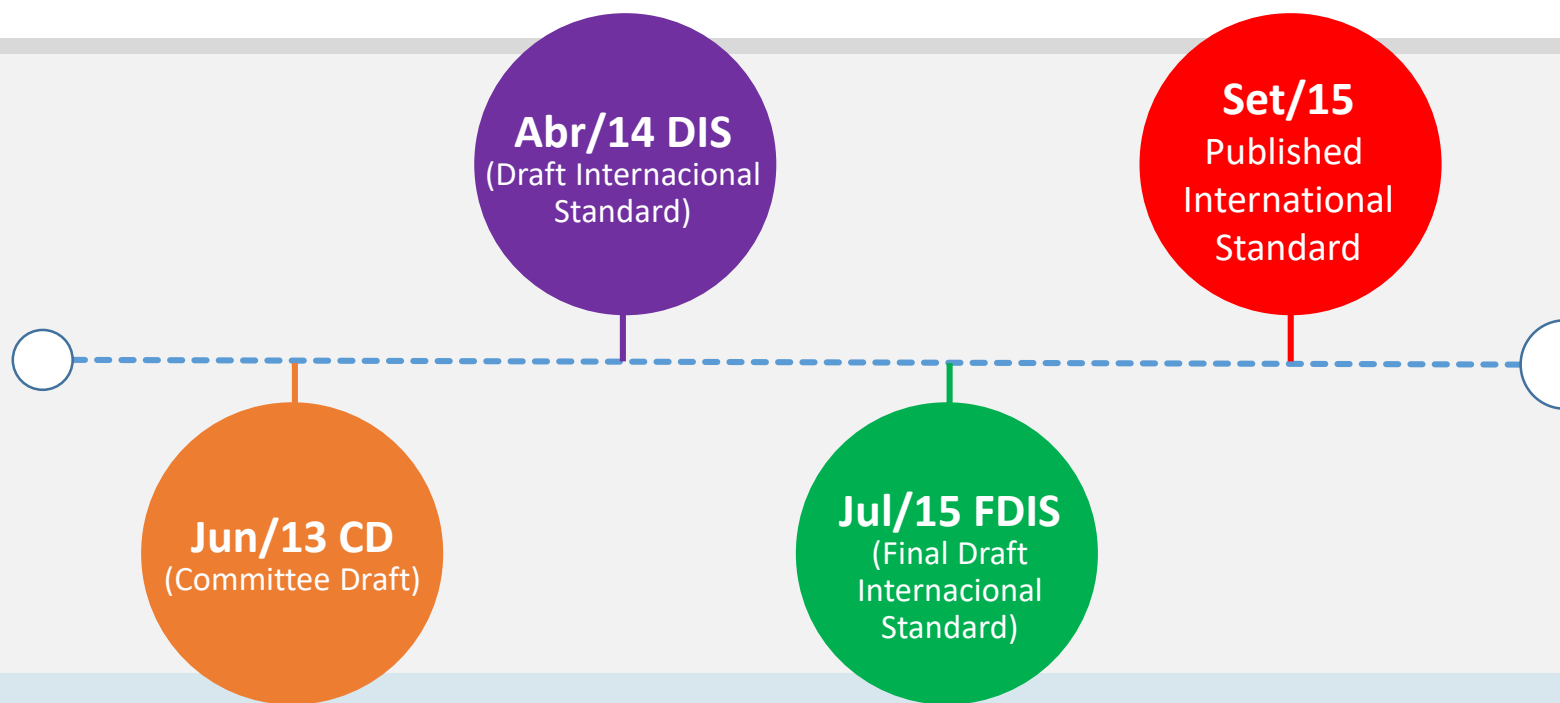 Jun/13 CD
(Committee Draft)
Abr/14 DIS
(Draft Internacional
Standard)
Jul/15 FDIS
(Final Draft
Internacional
Standard)
Set/15
Published
International
Standard